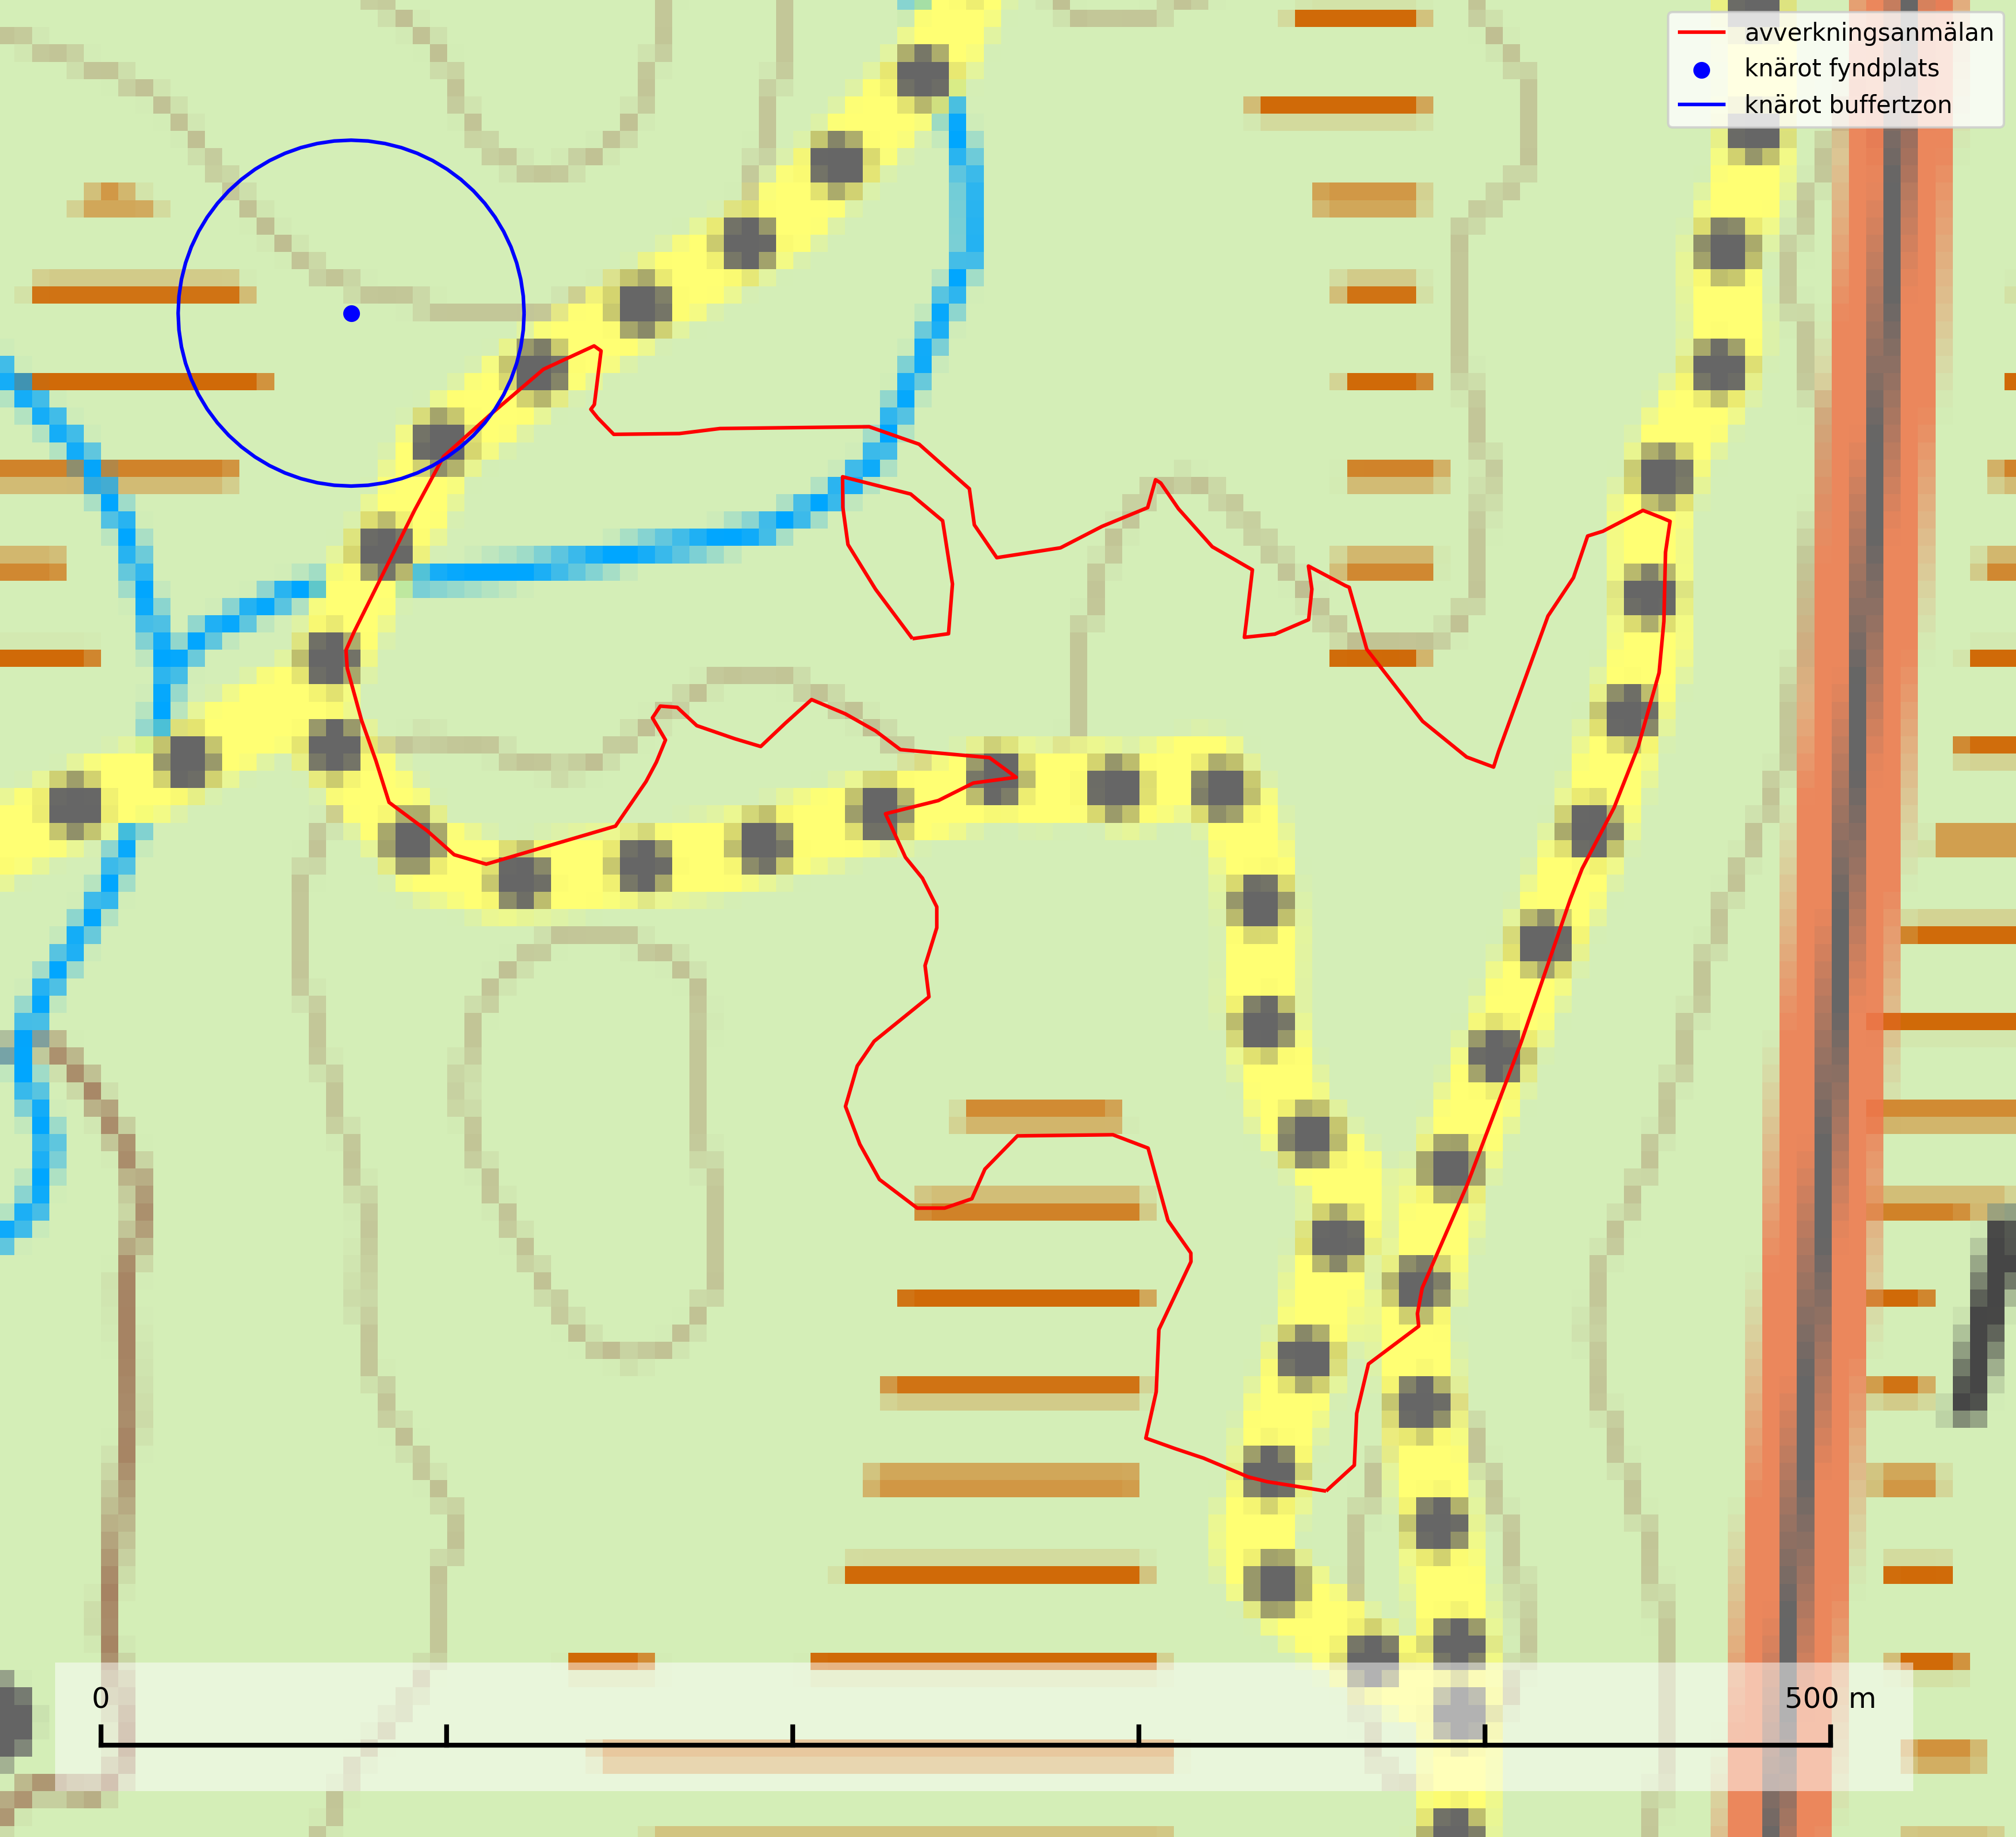 avverkningsanmälan
knärot fyndplats
knärot buffertzon
0
500 m